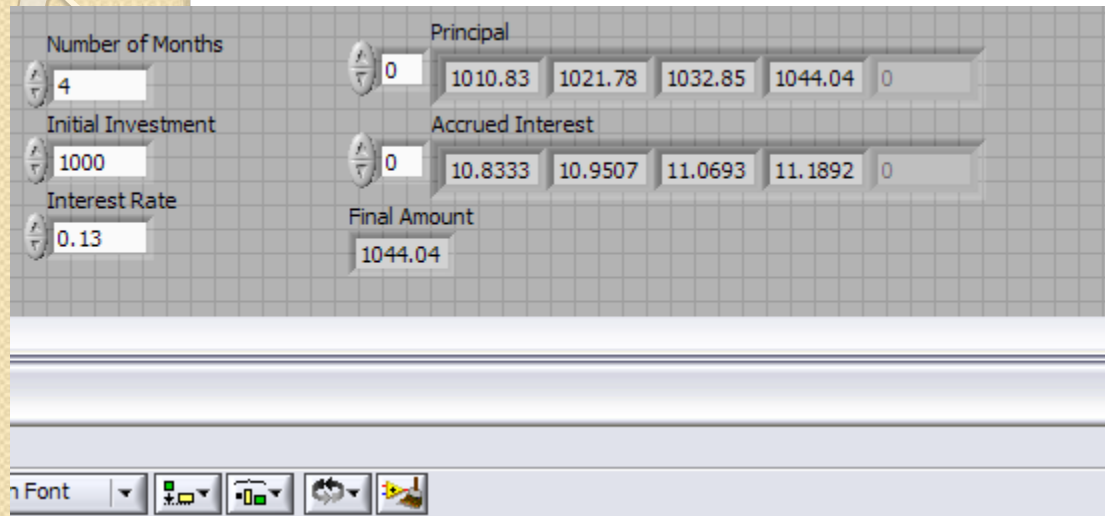 Number of Months
4
Initial Investment
1000
Interest Rate
0.13
Principal
0 1010.83 1021.78 1032.85 1044.04 0
Accrued Interest
0 10.8333 10.9507 11.0693 11.1892 0
Final Amount
1044.04
n Font